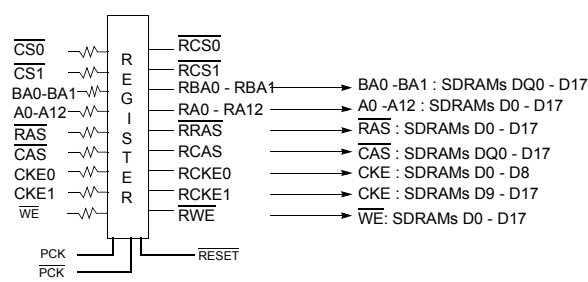 CS0 RCS0
CS1 RCS1
BA0-BA1 RBA0 - RBA1 BA0 -BA1 : SDRAMs DQ0 - D17
A0-A12 RA0 - RA12 A0 -A12 : SDRAMs D0 - D17
RAS RRAS RAS : SDRAMs D0 - D17
CAS RCAS CAS : SDRAMs DQ0 - D17
CKE0 RCKE0 CKE : SDRAMs D0 - D8
CKE1 RCKE1 CKE : SDRAMs D9 - D17
WE RWE WE: SDRAMs D0 - D17
REGISTER
PCK RESET
PCK